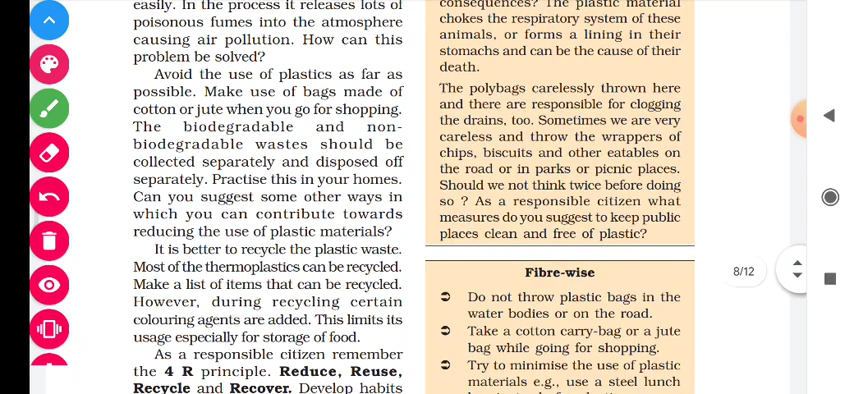 easily. In the process it releases lots of
poisonous fumes into the atmosphere
causing air pollution. How can this
problem be solved?
Avoid the use of plastics as far as
possible. Make use of bags made of
cotton or jute when you go for shopping.
The biodegradable and non-
biodegradable wastes should be
collected separately and disposed off
separately. Practise this in your homes.
Can you suggest some other ways in
which you can contribute towards
reducing the use of plastic materials?
It is better to recycle the plastic waste.
Most of the thermoplastics can be recycled.
Make a list of items that can be recycled.
However, during recycling certain
colouring agents are added. This limits its
usage especially for storage of food.
As a responsible citizen remember
the 4 R principle. Reduce, Reuse,
Recycle and Recover. Develop habits
consequences? The plastic material
chokes the respiratory system of these
animals, or forms a lining in their
stomachs and can be the cause of their
death.
The polybags carelessly thrown here
and there are responsible for clogging
the drains, too. Sometimes we are very
careless and throw the wrappers of
chips, biscuits and other eatables on
the road or in parks or picnic places.
Should we not think twice before doing
so ? As a responsible citizen what
measures do you suggest to keep public
places clean and free of plastic?
Fibre-wise
Do not throw plastic bags in the
water bodies or on the road.
Take a cotton carry-bag or a jute
bag while going for shopping.
Try to minimise the use of plastic
materials e.g., use a steel lunch
8/12